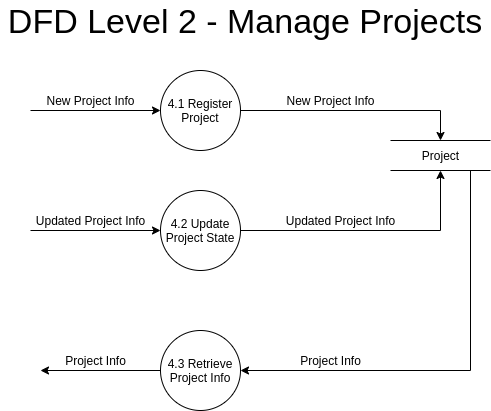 DFD Level 2 - Manage Projects
New Project Info
4.1 Register
Project
New Project Info
Project
Updated Project Info
4.2 Update
Project State
Updated Project Info
Project Info
4.3 Retrieve
Project Info
Project Info